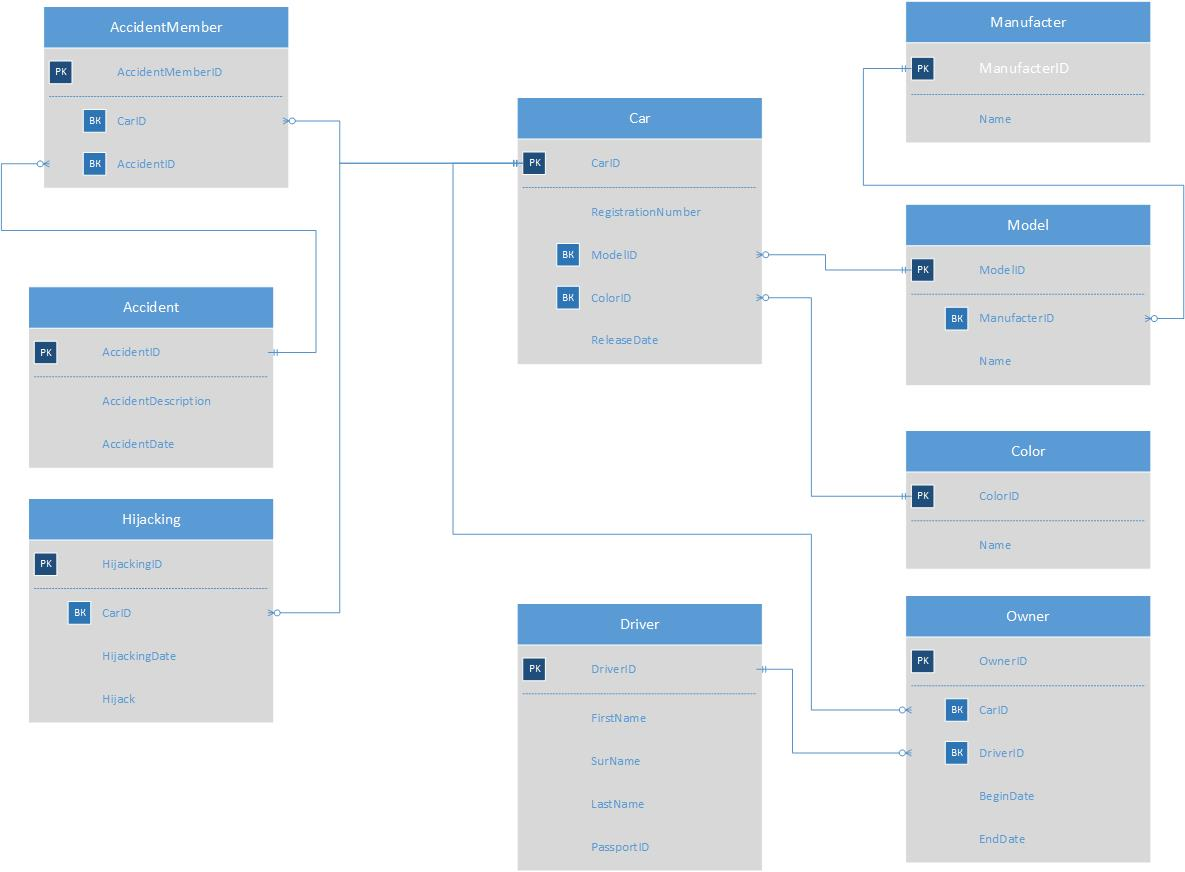 AccidentMember
PK AccidentMemberID
BK CarID
BK AccidentID
Accident
PK AccidentID
AccidentDescription
AccidentDate
Hijacking
PK HijackingID
BK CarID
HijackingDate
Hijack
Car
PK CarID
RegistrationNumber
BK ModelID
BK ColorID
ReleaseDate
Driver
PK DriverID
FirstName
SurName
LastName
PassportID
Manufacter
PK ManufacterID
Name
Model
PK ModelID
BK ManufacterID
Name
Color
PK ColorID
Name
Owner
PK OwnerID
BK CarID
BK DriverID
BeginDate
EndDate